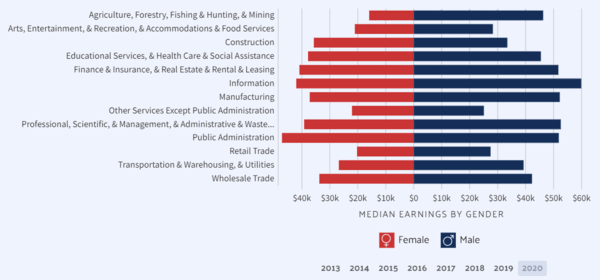 Agriculture, Forestry, Fishing & Hunting, & Mining
Arts, Entertainment, & Recreation, & Accommodations & Food Services
Construction
Educational Services, & Health Care & Social Assistance
Finance & Insurance, & Real Estate & Rental & Leasing
Information
Manufacturing
Other Services Except Public Administration
Professional, Scientific, & Management, & Administrative & Waste...
Public Administration
Retail Trade
Transportation & Warehousing, & Utilities
Wholesale Trade
$40k $30k $20k $10k $0 $10k $20k $30k $40k $50k $60k
MEDIAN EARNINGS BY GENDER
Female Male
2013 2014 2015 2016 2017 2018 2019 2020